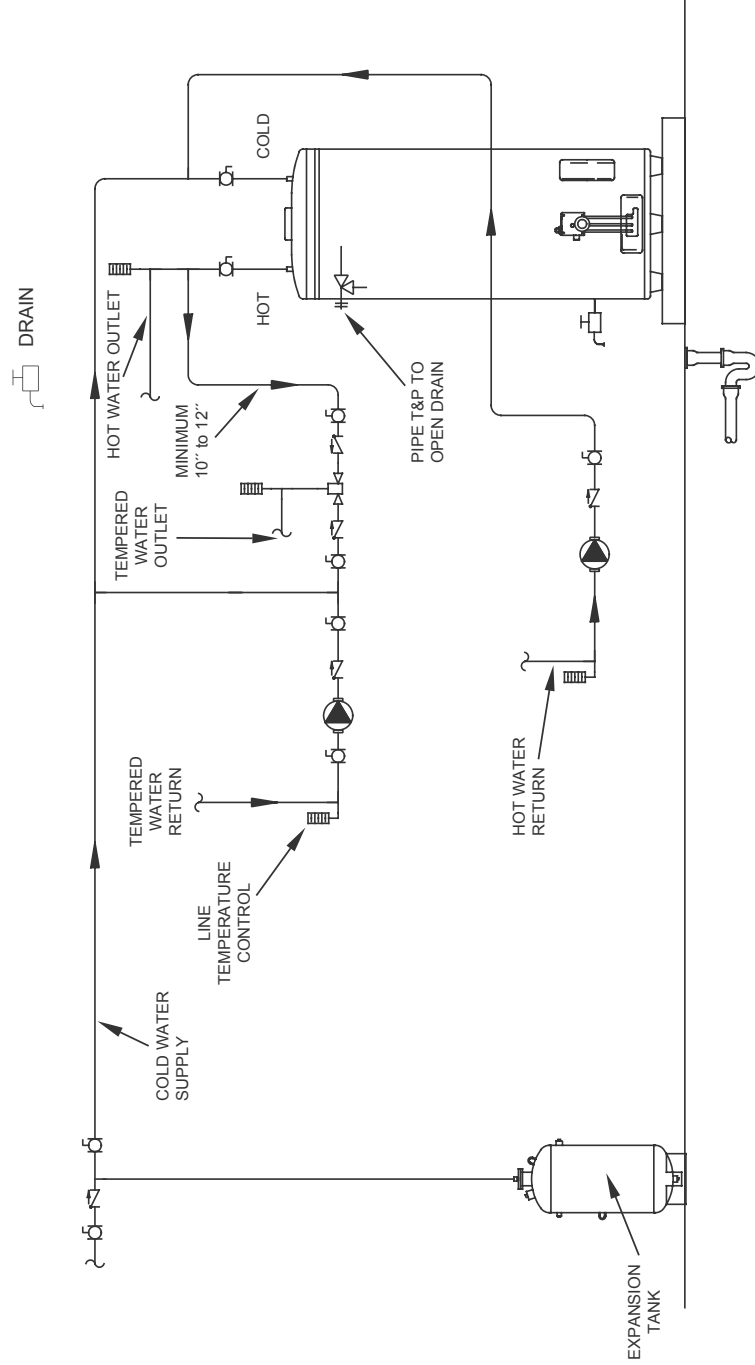 DRAIN
HOT WATER OUTLET
COLD
HOT
MINIMUM
10″ to 12″
TEMPERED
WATER
OUTLET
PIPE T&P TO
OPEN DRAIN
TEMPERED
WATER
RETURN
LINE
TEMPERATURE
CONTROL
HOT WATER
RETURN
COLD WATER
SUPPLY
EXPANSION
TANK